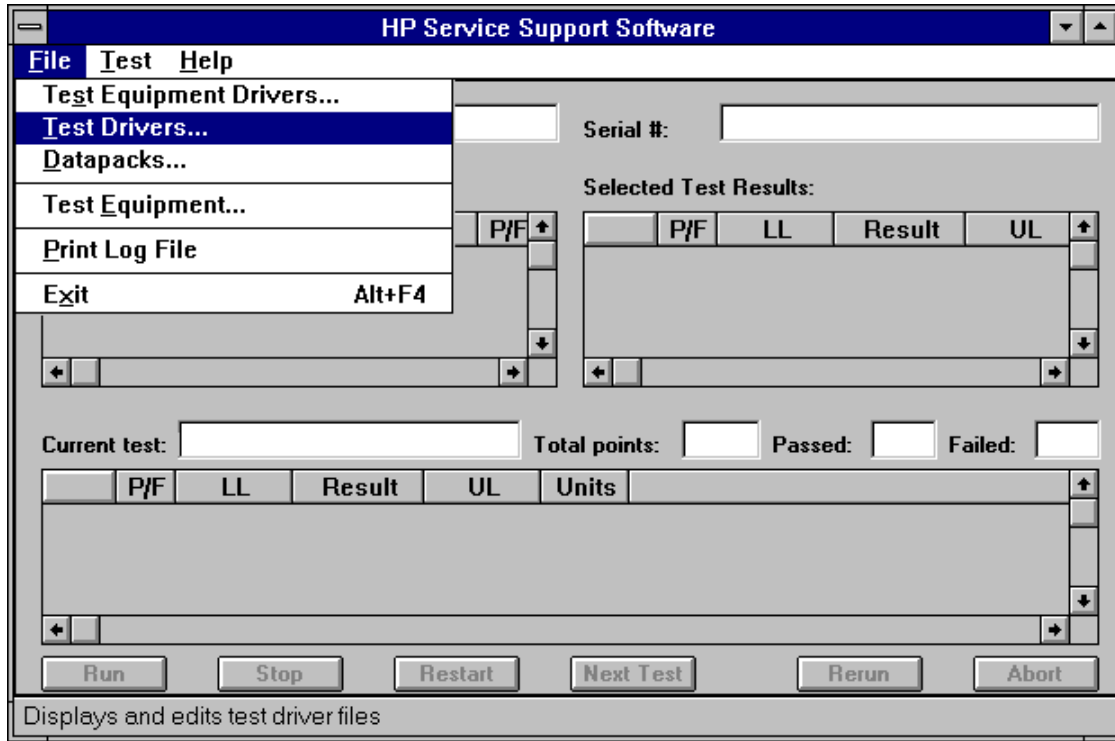 HP Service Support Software
File Test Help
Test Equipment Drivers...
Test Drivers...
Datapacks...
Test Equipment...
Print Log File
Exit Alt+F4
Serial #:
Selected Test Results:
P/F
P/F LL Result UL
Current test: Total points: Passed: Failed:
P/F LL Result UL Units
Run Stop Restart Next Test Rerun Abort
Displays and edits test driver files